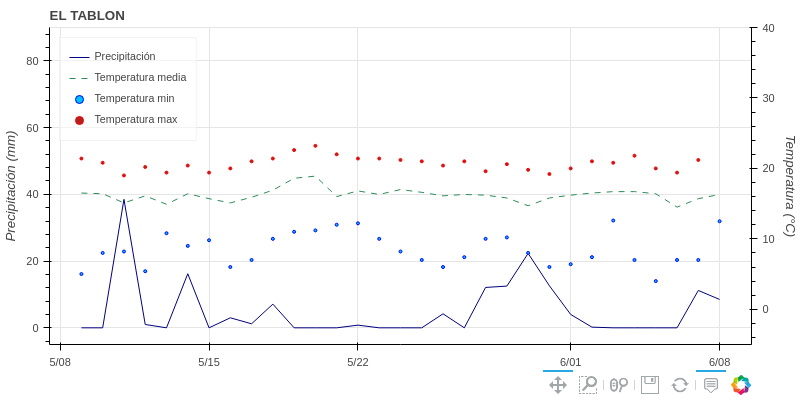 EL TABLON
Precipitación
Temperatura media
Temperatura min
Temperatura max
Precipitación (mm)
80
60
40
20
0
Temperatura (°C)
40
30
20
10
0
5/08
5/15
5/22
6/01
6/08